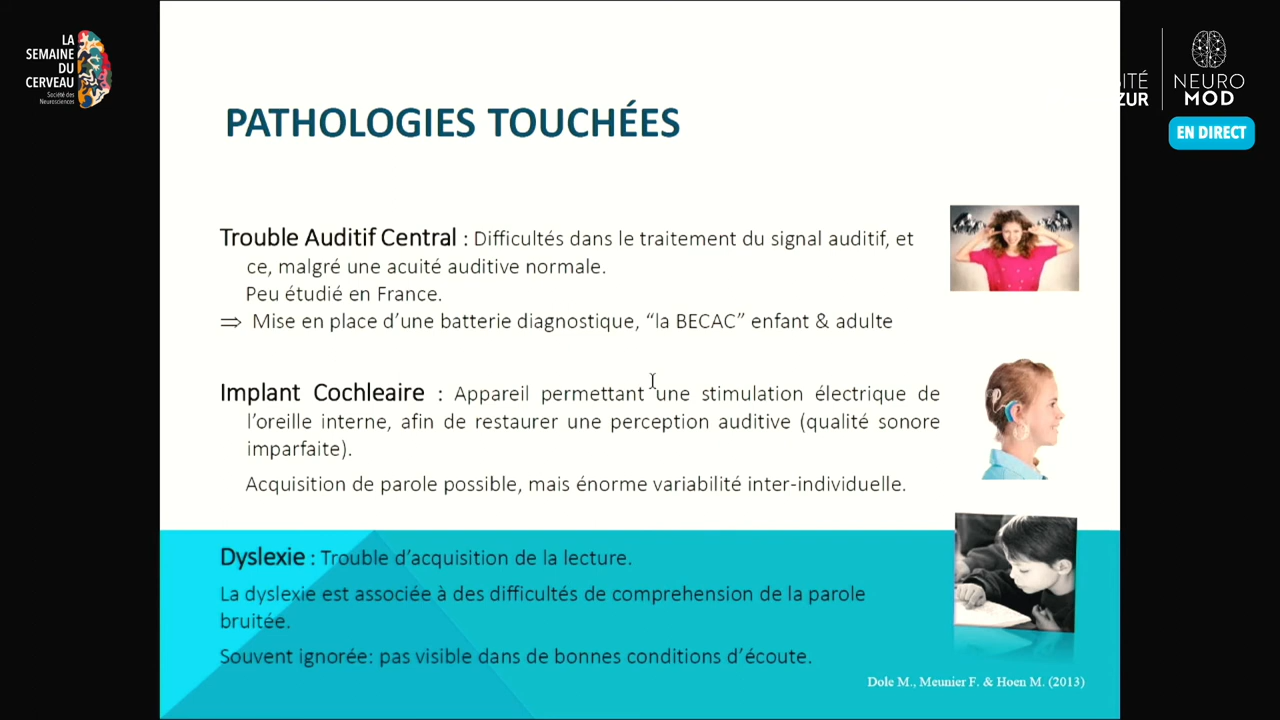 LA
SEMAINE
DU
CERVEAU
Société des
Neurosciences
ITÉ
ZUR
NEURO
MOD
EN DIRECT
PATHOLOGIES TOUCHÉES
Trouble Auditif Central : Difficultés dans le traitement du signal auditif, et
ce, malgré une acuité auditive normale.
Peu étudié en France.
⇒ Mise en place d’une batterie diagnostique, “la BECAC” enfant & adulte
Implant Cochleaire : Appareil permettant une stimulation électrique de
l’oreille interne, afin de restaurer une perception auditive (qualité sonore
imparfaite).
Acquisition de parole possible, mais énorme variabilité inter-individuelle.
Dyslexie : Trouble d’acquisition de la lecture.
La dyslexie est associée à des difficultés de comprehension de la parole
bruitée.
Souvent ignorée: pas visible dans de bonnes conditions d’écoute.
Dole M., Meunier F. & Hoen M. (2013)